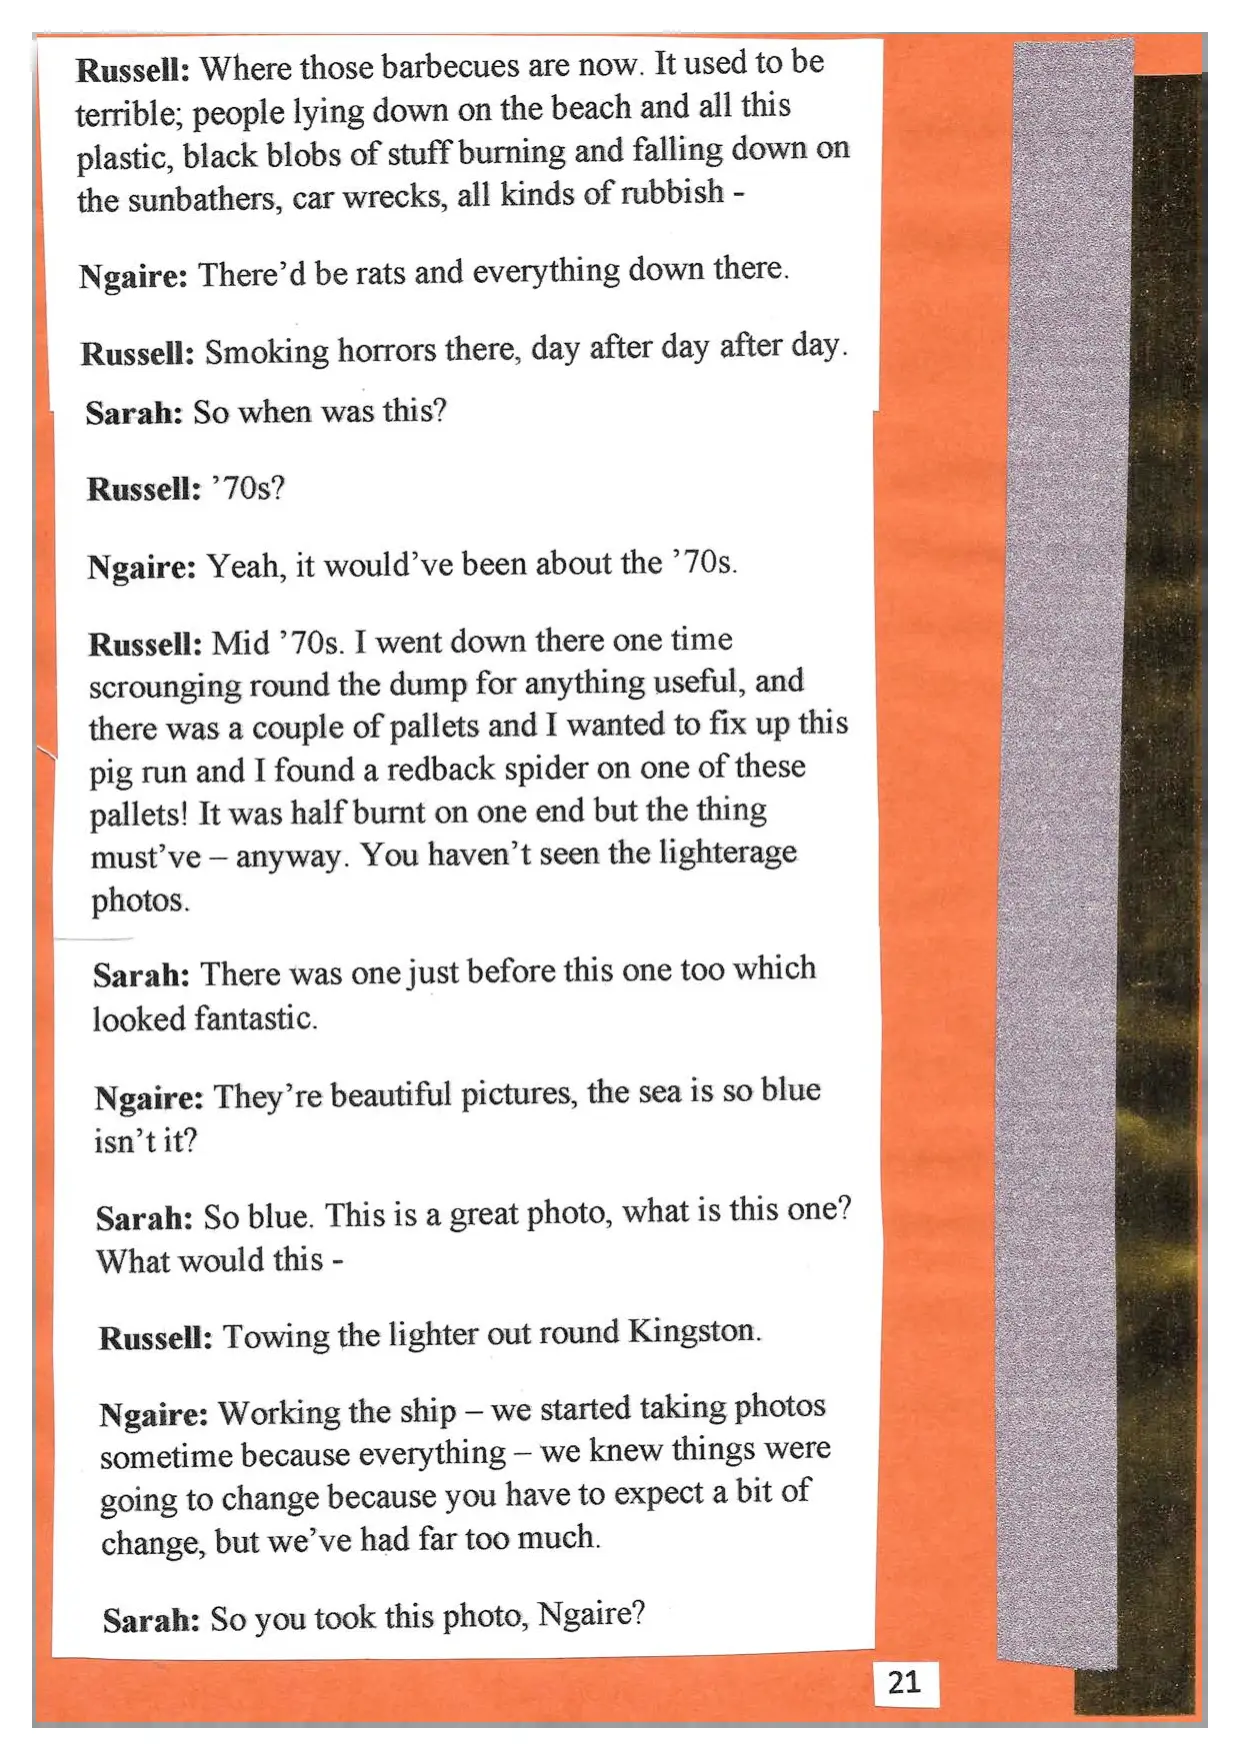 Russell: Where those barbecues are now. It used to be
terrible; people lying down on the beach and all this
plastic, black blobs of stuff burning and falling down on
the sunbathers, car wrecks, all kinds of rubbish -
Ngaire: There’d be rats and everything down there.
Russell: Smoking horrors there, day after day after day.
Sarah: So when was this?
Russell: ’70s?
Ngaire: Yeah, it would’ve been about the ’70s.
Russell: Mid ’70s. I went down there one time
scrounging round the dump for anything useful, and
there was a couple of pallets and I wanted to fix up this
pig run and I found a redback spider on one of these
pallets! It was half burnt on one end but the thing
must’ve – anyway. You haven’t seen the lighterage
photos.
Sarah: There was one just before this one too which
looked fantastic.
Ngaire: They’re beautiful pictures, the sea is so blue
isn’t it?
Sarah: So blue. This is a great photo, what is this one?
What would this -
Russell: Towing the lighter out round Kingston.
Ngaire: Working the ship – we started taking photos
sometime because everything – we knew things were
going to change because you have to expect a bit of
change, but we’ve had far too much.
Sarah: So you took this photo, Ngaire?
21